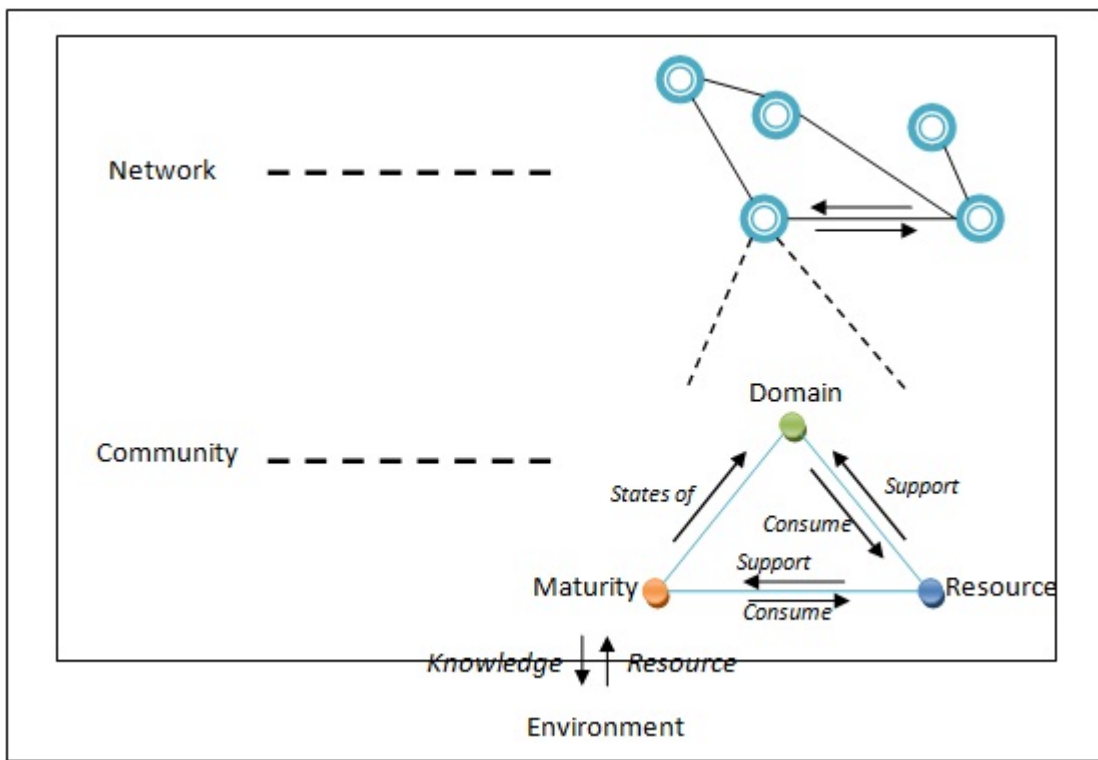 Network
Domain
Community
States of
Support
Consume
Support
Maturity
Resource
Consume
Knowledge
Resource
Environment